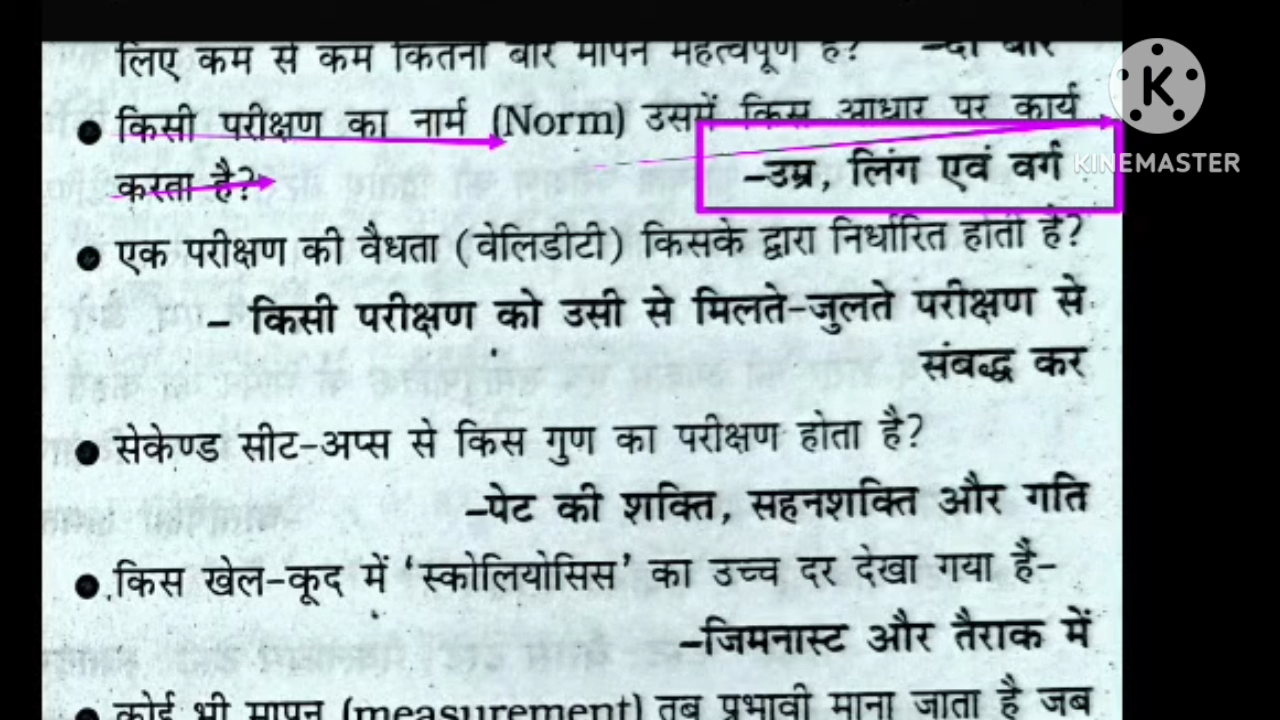 लिए कम से कम कितनी बार मापन महत्वपूर्ण है? –दो बार
● किसी परीक्षण का नार्म (Norm) उसमें किस आधार पर कार्य
करता है? –उम्र, लिंग एवं वर्ग
● एक परीक्षण की वैधता (वेलिडीटी) किसके द्वारा निर्धारित होती है?
– किसी परीक्षण को उसी से मिलते-जुलते परीक्षण से
संबद्ध कर
● सेकेण्ड सीट-अप्स से किस गुण का परीक्षण होता है?
–पेट की शक्ति, सहनशक्ति और गति
● किस खेल-कूद में ‘स्कोलियोसिस’ का उच्च दर देखा गया है–
–जिमनास्ट और तैराक में
● कोई भी मापन (measurement) तब प्रभावी माना जाता है जब
K
KINEMASTER